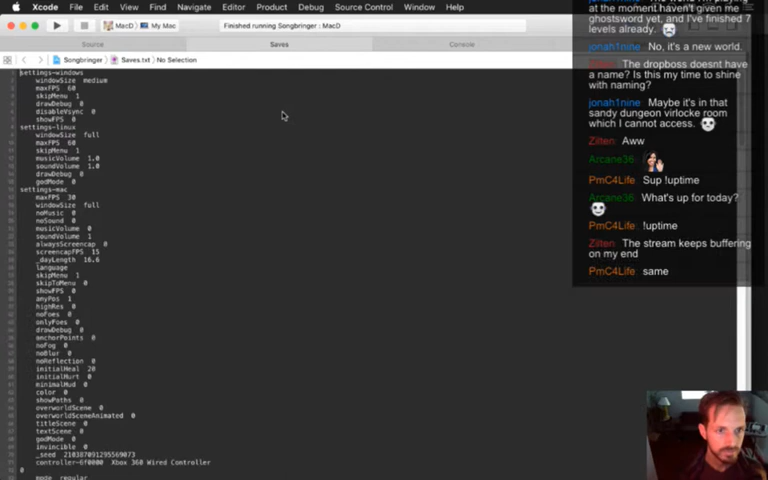 Xcode File Edit View Find Navigate Editor Product Debug Source Control Window Help
MacD My Mac
Finished running Songbringer : MacD
Source Saves Console
Songbringer Saves.txt No Selection
settings-windows
windowSize medium
maxFPS 60
skipMenu 1
drawDebug 0
disableVsync 0
showFPS 0
settings-linux
windowSize full
maxFPS 60
skipMenu 1
musicVolume 1.0
soundVolume 1.0
drawDebug 0
godMode 0
settings-mac
maxFPS 30
windowSize full
noMusic 0
noSound 0
musicVolume 0
soundVolume 1
alwaysScreencap 0
screencapFPS 15
_dayLength 16.6
language
skipMenu 1
skipToMenu 0
showFPS 0
anyPos 1
highRes 0
noFoes 0
onlyFoes 0
drawDebug 0
anchorPoints 0
noFog 0
noBlur 0
noReflection 0
initialHeal 20
initialHurt 0
minimalHud 0
color 0
showPaths 0
overworldScene 0
overworldSceneAnimated 0
titleScene 0
textScene 0
godMode 0
invincible 0
_seed 210387091295569073
controller-6f0000 Xbox 360 Wired Controller
0
mode regular
at the moment haven't given me
ghostsword yet, and I've finished 7
levels already.
jonah1nine No, it's a new world.
Zilten The dropboss doesnt have
a name? Is this my time to shine
with naming?
jonah1nine Maybe it's in that
sandy dungeon virlocke room
which I cannot access.
Zilten Aww
Arcane36
PmC4Life Sup !uptime
Arcane36 What's up for today?
PmC4Life !uptime
Zilten The stream keeps buffering
on my end
PmC4Life same